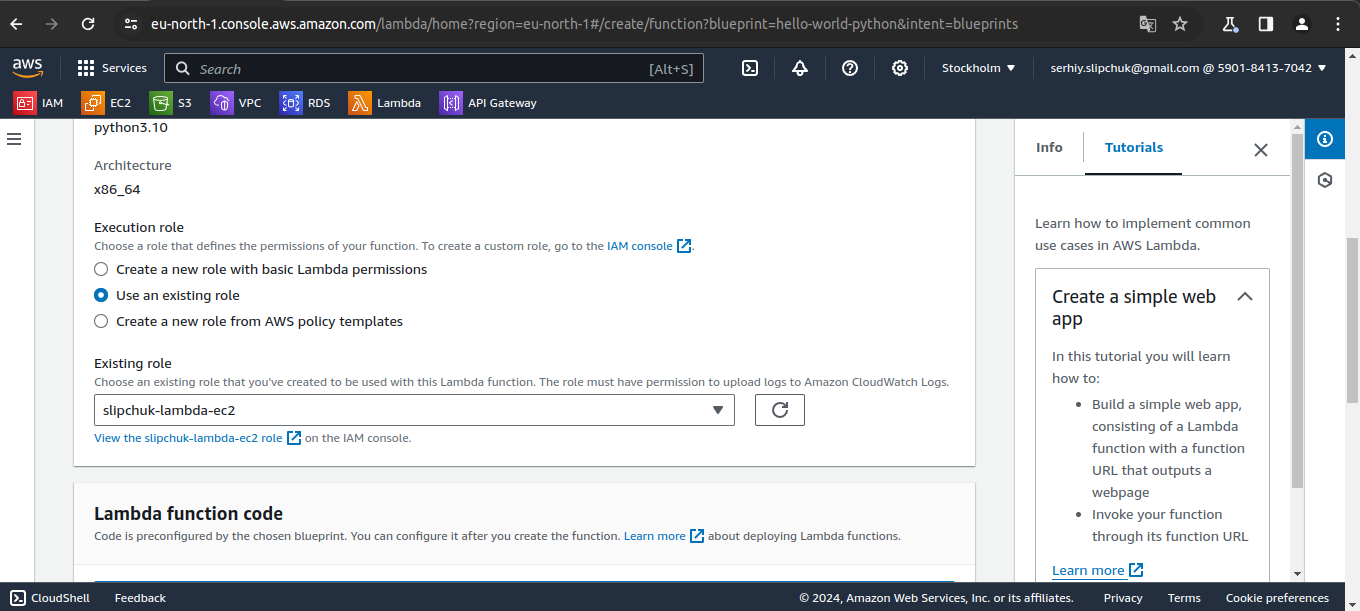 eu-north-1.console.aws.amazon.com/lambda/home?region=eu-north-1#/create/function?blueprint=hello-world-python&intent=blueprints
aws
Services
Search
[Alt+S]
Stockholm
serhiy.slipchuk@gmail.com @ 5901-8413-7042
IAM
EC2
S3
VPC
RDS
Lambda
API Gateway
python3.10
Architecture
x86_64
Execution role
Choose a role that defines the permissions of your function. To create a custom role, go to the IAM console.
Create a new role with basic Lambda permissions
Use an existing role
Create a new role from AWS policy templates
Existing role
Choose an existing role that you've created to be used with this Lambda function. The role must have permission to upload logs to Amazon CloudWatch Logs.
slipchuk-lambda-ec2
View the slipchuk-lambda-ec2 role on the IAM console.
Lambda function code
Code is preconfigured by the chosen blueprint. You can configure it after you create the function. Learn more about deploying Lambda functions.
Info
Tutorials
Learn how to implement common
use cases in AWS Lambda.
Create a simple web
app
In this tutorial you will learn
how to:
• Build a simple web app,
consisting of a Lambda
function with a function
URL that outputs a
webpage
• Invoke your function
through its function URL
Learn more
CloudShell
Feedback
© 2024, Amazon Web Services, Inc. or its affiliates.
Privacy
Terms
Cookie preferences